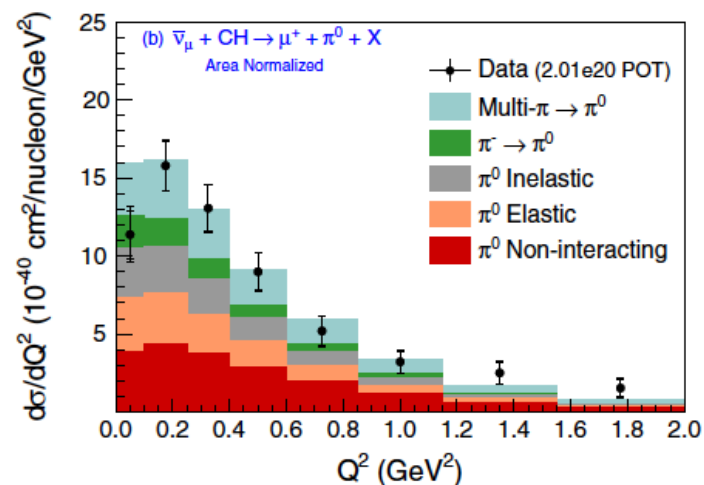 (b) ν̄μ + CH → μ⁺ + π⁰ + X
Area Normalized
Data (2.01e20 POT)
Multi-π → π⁰
π⁻ → π⁰
π⁰ Inelastic
π⁰ Elastic
π⁰ Non-interacting
dσ/dQ² (10⁻⁴⁰ cm²/nucleon/GeV²)
25
20
15
10
5
0.0 0.2 0.4 0.6 0.8 1.0 1.2 1.4 1.6 1.8 2.0
Q² (GeV²)